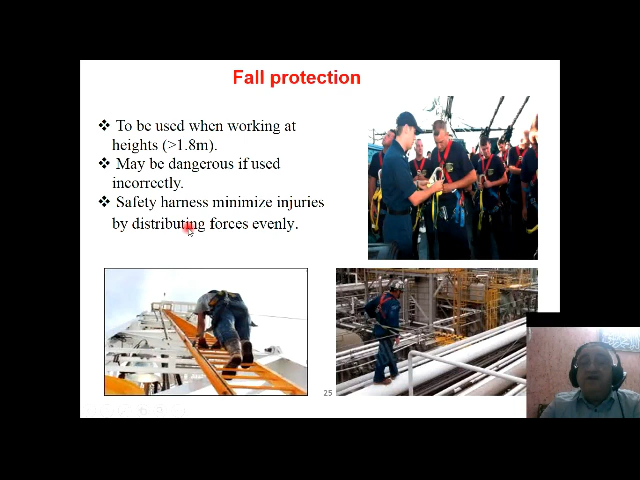 Fall protection
❖ To be used when working at
heights (>1.8m).
❖ May be dangerous if used
incorrectly.
❖ Safety harness minimize injuries
by distributing forces evenly.
25